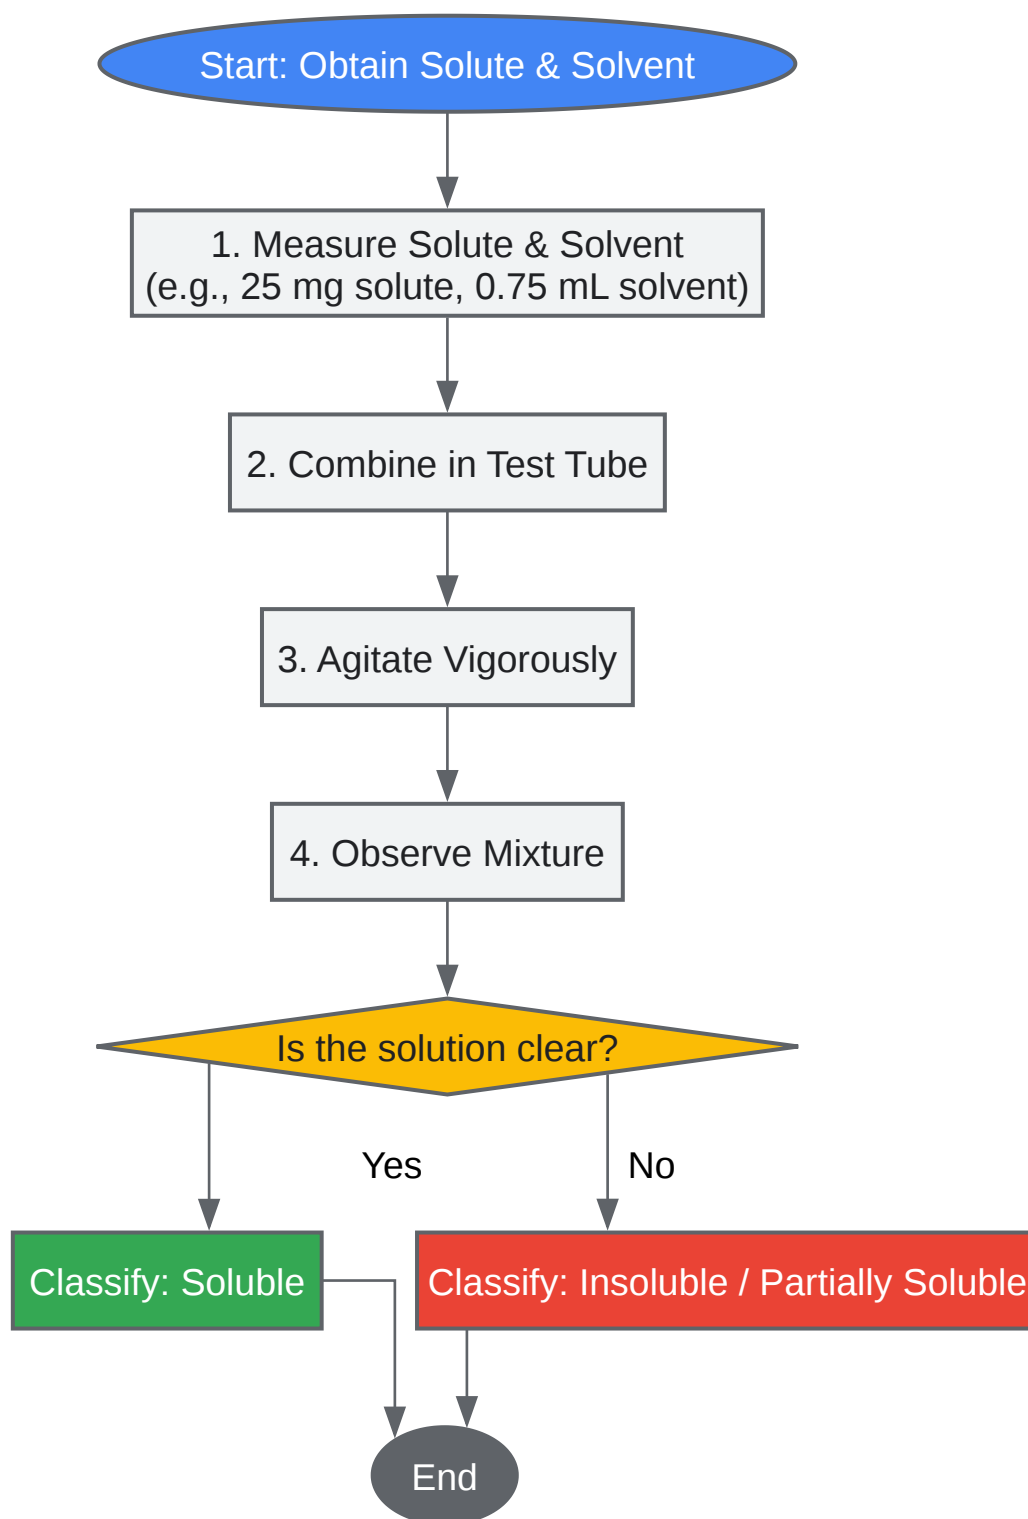 Start: Obtain Solute & Solvent
1. Measure Solute & Solvent
(e.g., 25 mg solute, 0.75 mL solvent)
2. Combine in Test Tube
3. Agitate Vigorously
4. Observe Mixture
Is the solution clear?
Yes
No
Classify: Soluble
Classify: Insoluble / Partially Soluble
End